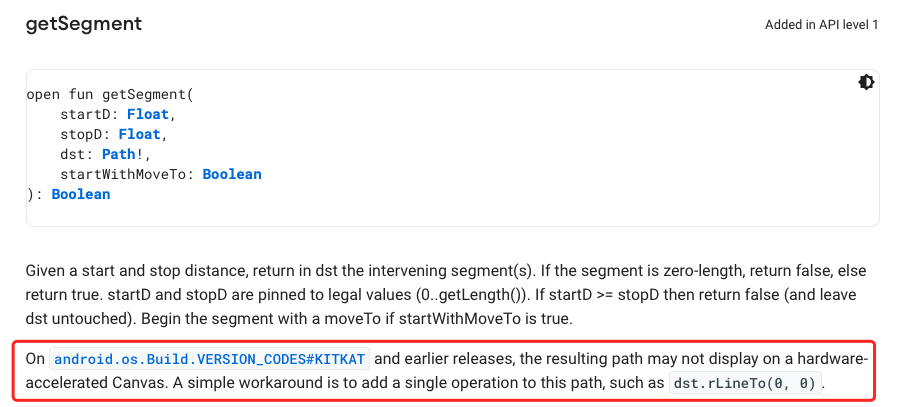 getSegment
Added in API level 1
open fun getSegment(
startD: Float,
stopD: Float,
dst: Path!,
startWithMoveTo: Boolean
): Boolean
Given a start and stop distance, return in dst the intervening segment(s). If the segment is zero-length, return false, else
return true. startD and stopD are pinned to legal values (0..getLength()). If startD >= stopD then return false (and leave
dst untouched). Begin the segment with a moveTo if startWithMoveTo is true.
On android.os.Build.VERSION_CODES#KITKAT and earlier releases, the resulting path may not display on a hardware-
accelerated Canvas. A simple workaround is to add a single operation to this path, such as dst.rLineTo(0, 0).